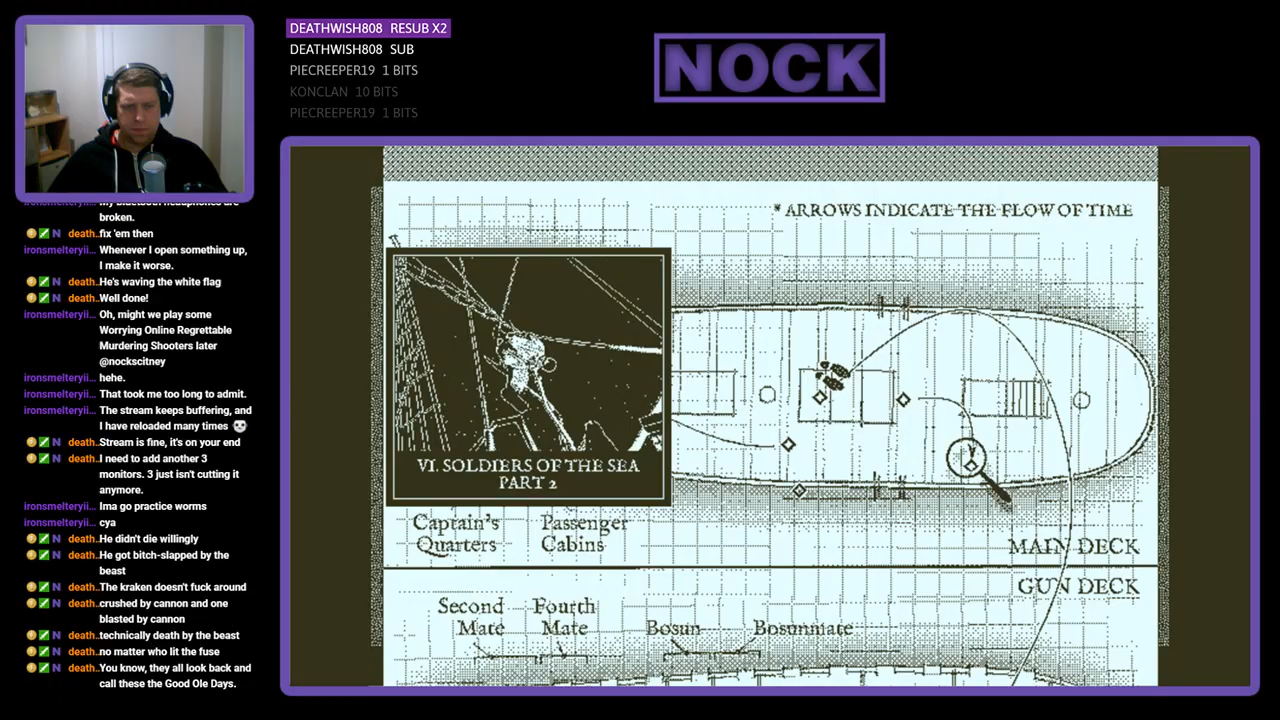 DEATHWISH808 RESUB X2
DEATHWISH808 SUB
PIECREEPER19 1 BITS
KONCLAN 10 BITS
PIECREEPER19 1 BITS
NOCK
ironsmelteryii... My bluetooth headphones are
broken.
N death.. fix 'em then
ironsmelteryii... Whenever I open something up,
I make it worse.
N death.. He's waving the white flag
N death.. Well done!
ironsmelteryii... Oh, might we play some
Worrying Online Regrettable
Murdering Shooters later
@nockscitney
ironsmelteryii... hehe.
ironsmelteryii... That took me too long to admit.
ironsmelteryii... The stream keeps buffering, and
I have reloaded many times
N death.. Stream is fine, it's on your end
N death.. I need to add another 3
monitors. 3 just isn't cutting it
anymore.
ironsmelteryii... Ima go practice worms
ironsmelteryii... cya
N death.. He didn't die willingly
N death.. He got bitch-slapped by the
beast
N death.. The kraken doesn't fuck around
N death.. crushed by cannon and one
blasted by cannon
N death.. technically death by the beast
N death.. no matter who lit the fuse
N death.. You know, they all look back and
call these the Good Ole Days.
* ARROWS INDICATE THE FLOW OF TIME
VI. SOLDIERS OF THE SEA
PART 2
Captain's
Quarters
Passenger
Cabins
MAIN DECK
GUN DECK
Second
Mate
Fourth
Mate
Bosun
Bosunmate